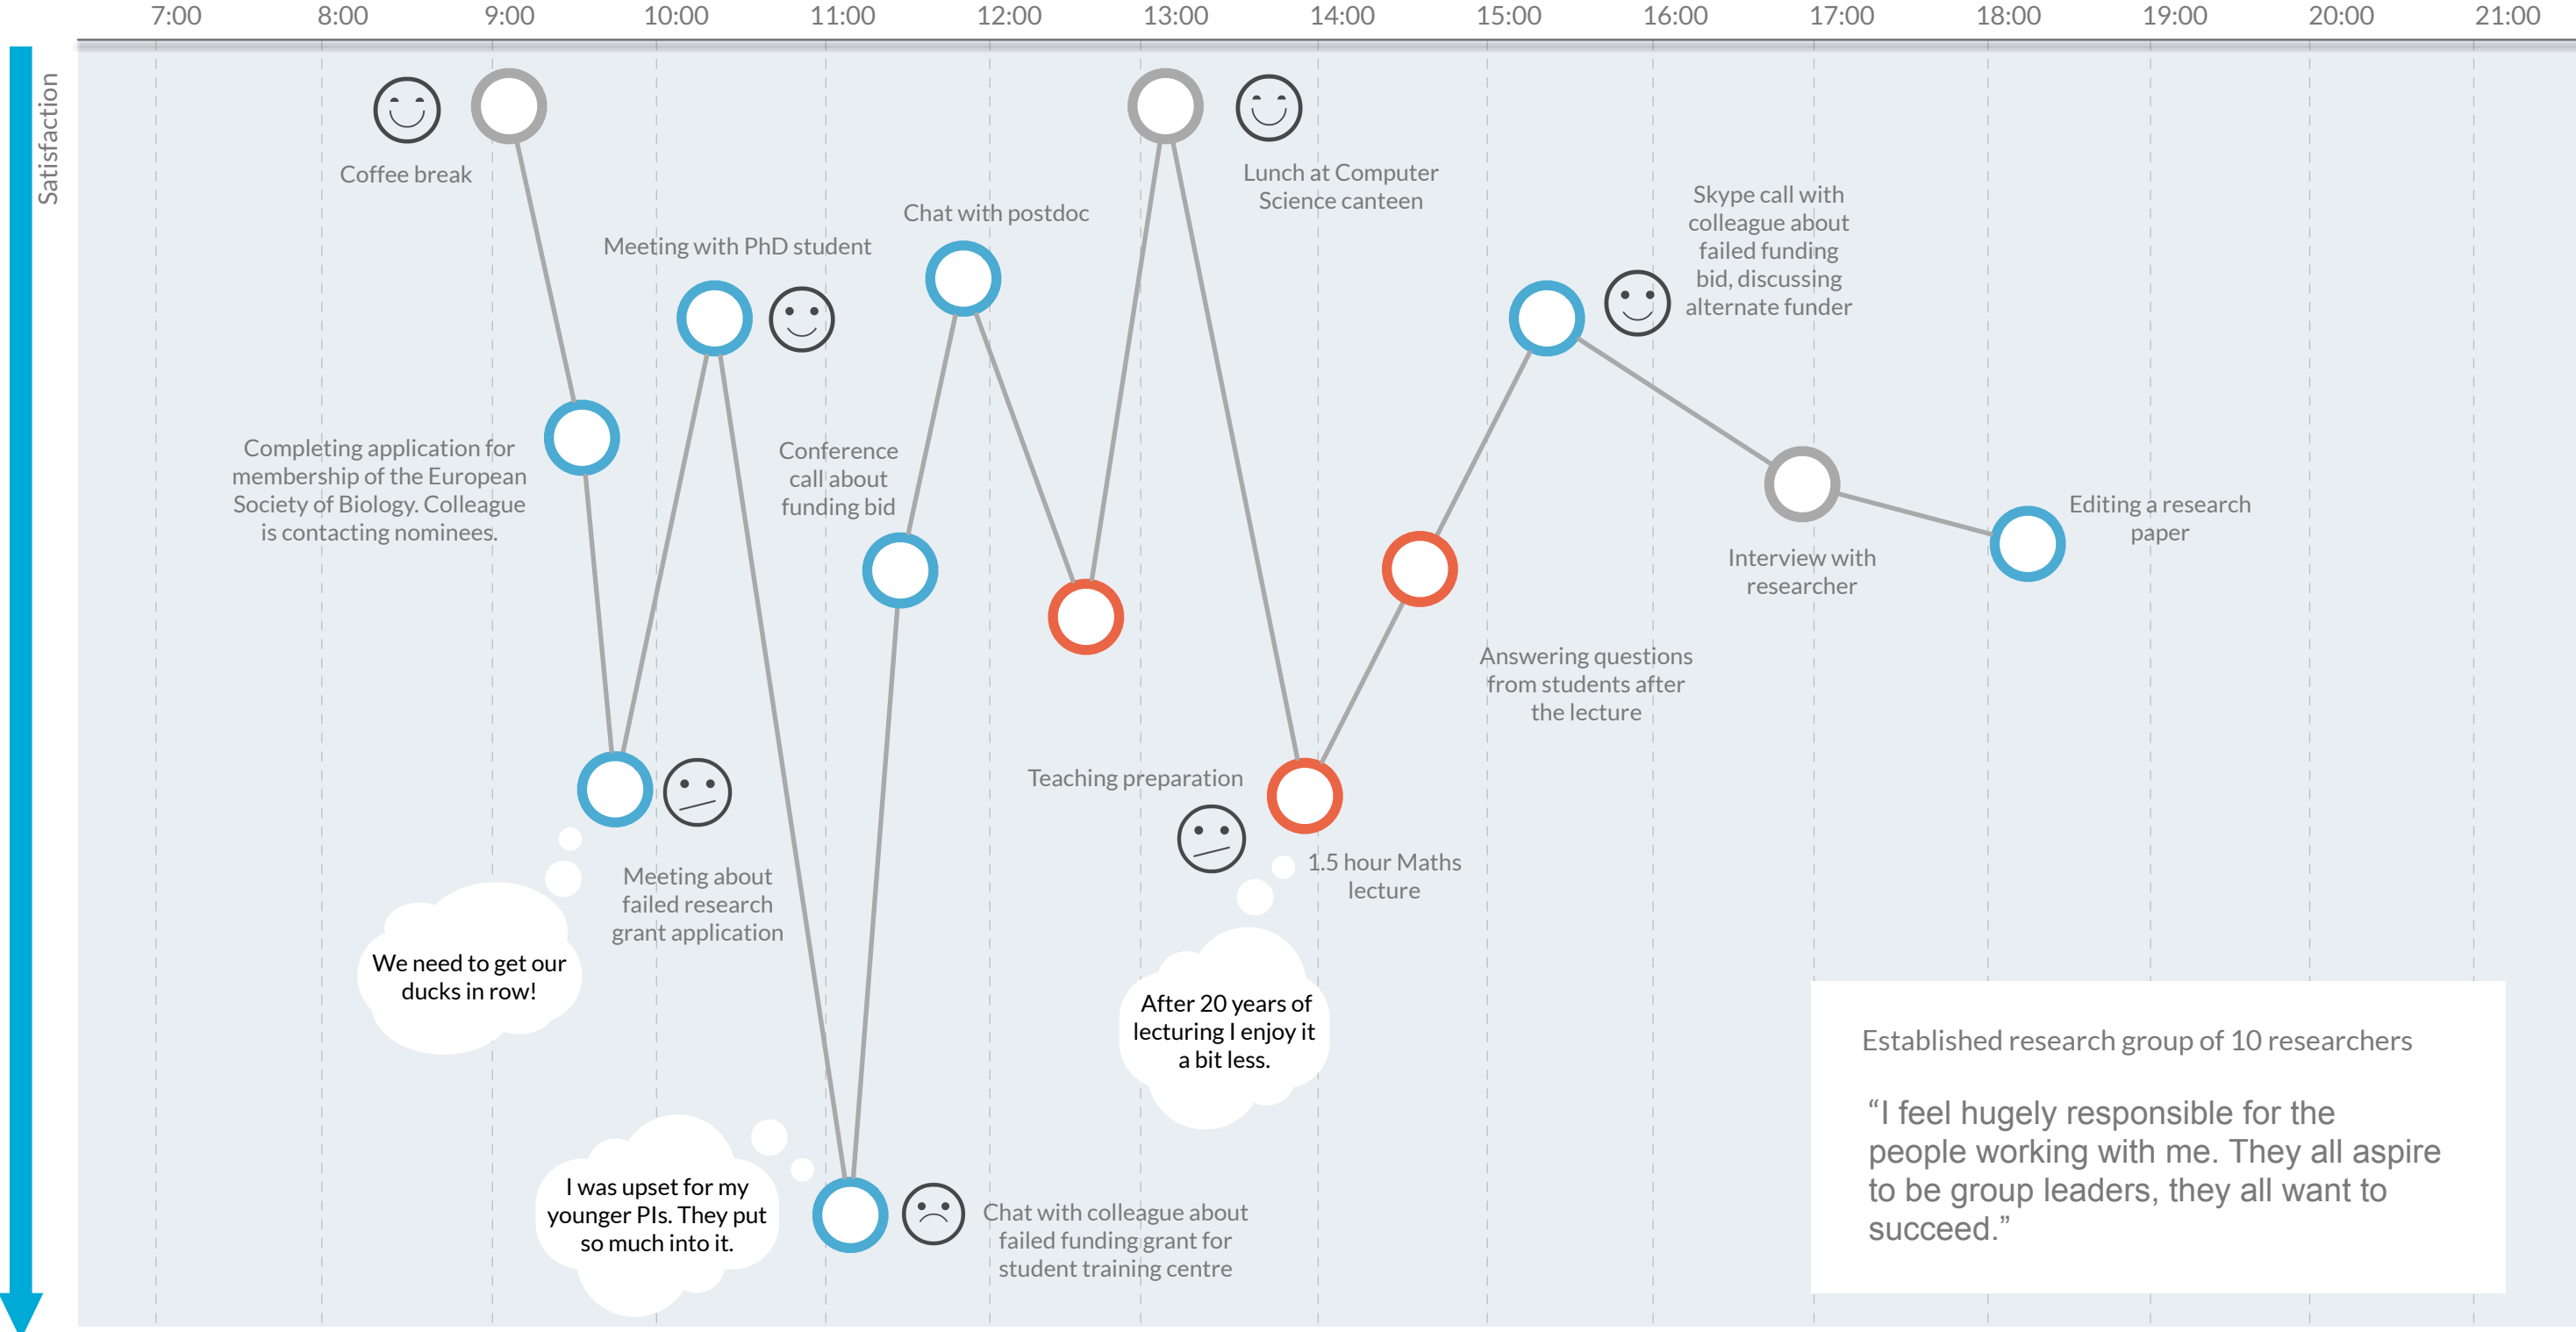 7:00 8:00 9:00 10:00 11:00 12:00 13:00 14:00 15:00 16:00 17:00 18:00 19:00 20:00 21:00
Satisfaction
Coffee break
Completing application for
membership of the European
Society of Biology. Colleague
is contacting nominees.
Meeting about
failed research
grant application
We need to get our
ducks in row!
Meeting with PhD student
I was upset for my
younger PIs. They put
so much into it.
Chat with colleague about
failed funding grant for
student training centre
Conference
call about
funding bid
Chat with postdoc
Teaching preparation
Lunch at Computer
Science canteen
1.5 hour Maths
lecture
After 20 years of
lecturing I enjoy it
a bit less.
Answering questions
from students after
the lecture
Skype call with
colleague about
failed funding
bid, discussing
alternate funder
Interview with
researcher
Editing a research
paper
Established research group of 10 researchers
“I feel hugely responsible for the
people working with me. They all aspire
to be group leaders, they all want to
succeed.”